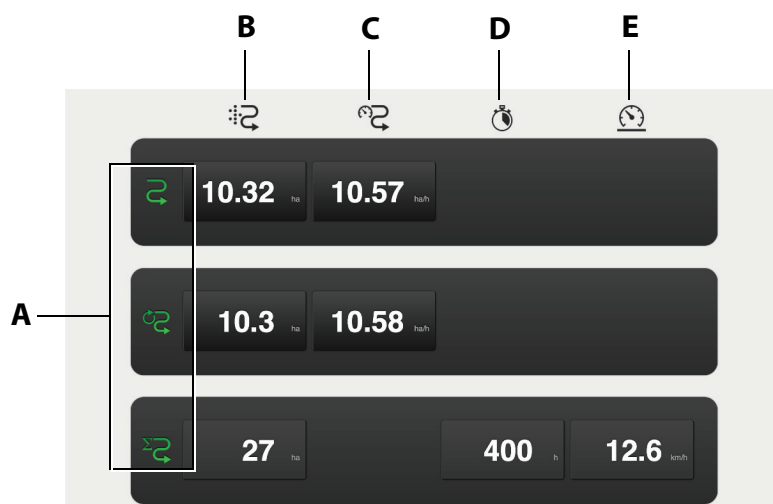 B C D E
10.32 ha 10.57 ha/h
A
10.3 ha 10.58 ha/h
Σ
27 ha 400 h 12.6 km/h